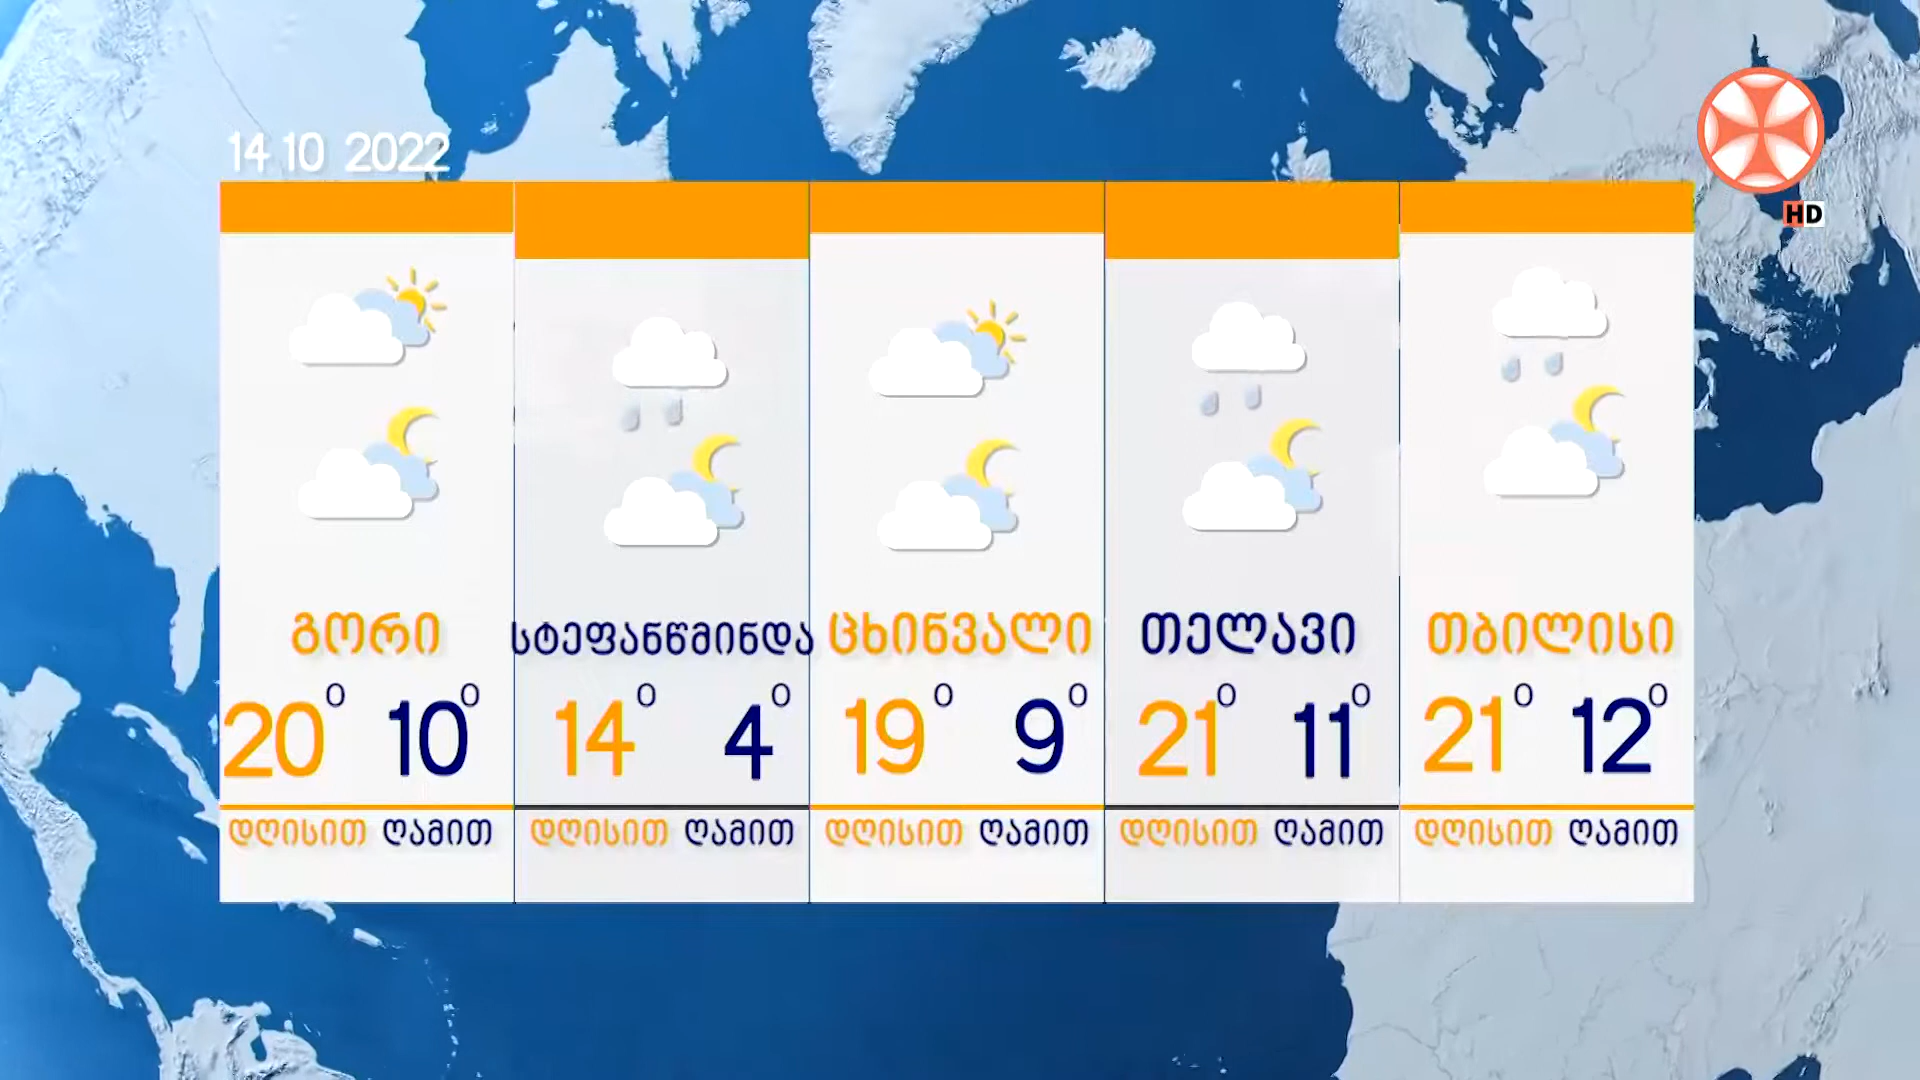 14 10 2022
HD
გორი
20° 10°
დღისით ღამით
სტეფანწმინდა
14° 4°
დღისით ღამით
ცხინვალი
19° 9°
დღისით ღამით
თელავი
21° 11°
დღისით ღამით
თბილისი
21° 12°
დღისით ღამით